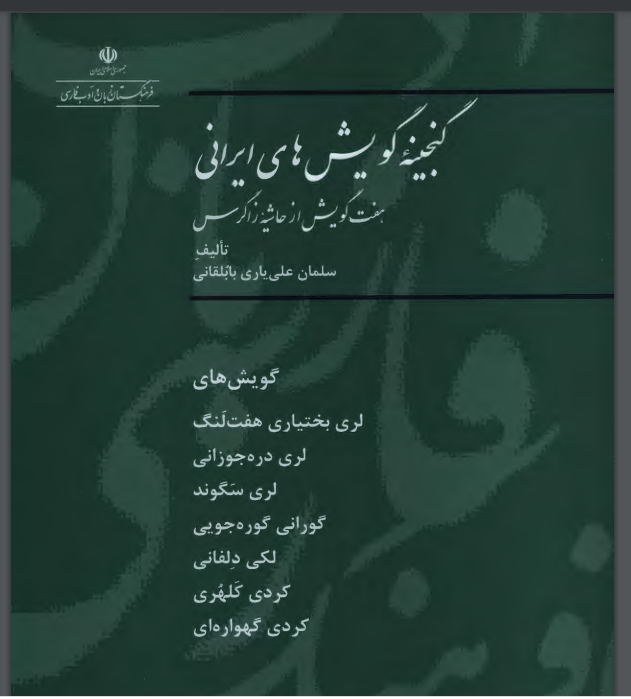 جمهوری اسلامی ایران
فرهنگستان زبان و ادب فارسی
گنجینهٔ گویش های ایرانی
هفت گویش از حاشیهٔ زاگرس
تألیفِ
سلمان علی‌یاری بابُلقانی
گویش‌های
لری بختیاری هفت‌لَنگ
لری دره‌جوزانی
لری سَگوند
گورانی گوره‌جویی
لکی دِلفانی
کردی کَلهُری
کردی گهواره‌ای